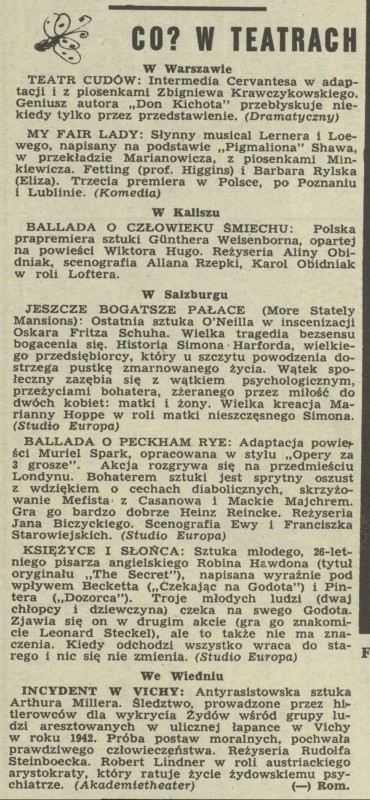 CO? W TEATRACH
W Warszawie
TEATR CUDÓW: Intermedia Cervantesa w adap-
tacji i z piosenkami Zbigniewa Krawczykowskiego.
Geniusz autora „Don Kichota" przebłyskuje nie-
kiedy tylko przez przedstawienie. (Dramatyczny)
MY FAIR LADY: Słynny musical Lernera i Loe-
wego, napisany na podstawie „Pigmaliona" Shawa,
w przekładzie Marianowicza, z piosenkami Min-
kiewicza. Fetting (prof. Higgins) i Barbara Rylska
(Eliza). Trzecia premiera w Polsce, po Poznaniu
i Lublinie. (Komedia)
W Kaliszu
BALLADA O CZŁOWIEKU ŚMIECHU: Polska
prapremiera sztuki Günthera Weisenborna, opartej
na powieści Wiktora Hugo. Reżyseria Aliny Obi-
dniak, scenografia Allana Rzepki, Karol Obidniak
w roli Loftera.
W Salzburgu
JESZCZE BOGATSZE PAŁACE (More Stately
Mansions): Ostatnia sztuka O'Neilla w inscenizacji
Oskara Fritza Schuha. Wielka tragedia bezsensu
bogacenia się. Historia Simona Harforda, wielkie-
go przedsiębiorcy, który u szczytu powodzenia do-
strzega pustkę zmarnowanego życia. Wątek spo-
łeczny zazębia się z wątkiem psychologicznym,
przeżyciami bohatera, zżeranego przez miłość do
dwóch kobiet: matki i żony. Wielka kreacja Ma-
rianny Hoppe w roli matki nieszczęsnego Simona.
(Studio Europa)
BALLADA O PECKHAM RYE: Adaptacja powie-
ści Muriel Spark, opracowana w stylu „Opery za
3 grosze". Akcja rozgrywa się na przedmieściu
Londynu. Bohaterem sztuki jest sprytny oszust
z wdziękiem o cechach diabolicznych, skrzyżo-
wanie Mefista z Casanową i Mackie Majchrem.
Gra go bardzo dobrze Heinz Reincke. Reżyseria
Jana Biczyckiego. Scenografia Ewy i Franciszka
Starowiejskich. (Studio Europa)
KSIĘŻYCE I SŁOŃCA: Sztuka młodego, 26-let-
niego pisarza angielskiego Robina Hawdona (tytuł
oryginału „The Secret"), napisana wyraźnie pod
wpływem Becketta („Czekając na Godota") i Pin-
tera („Dozorca"). Troje młodych ludzi (dwaj
chłopcy i dziewczyna) czeka na swego Godota.
Zjawia się on w drugim akcie (gra go znakomi-
cie Leonard Steckel), ale to także nie ma zna-
czenia. Kiedy odchodzi wszystko wraca do sta-
rego i nic się nie zmienia. (Studio Europa)
We Wiedniu
INCYDENT W VICHY: Antyrasistowska sztuka
Arthura Millera. Śledztwo, prowadzone przez hi-
tlerowców dla wykrycia Żydów wśród grupy lu-
dzi aresztowanych w ulicznej łapance w Vichy
w roku 1942. Próba postaw moralnych, pochwała
prawdziwego człowieczeństwa. Reżyseria Rudolfa
Steinboecka. Robert Lindner w roli austriackiego
arystokraty, który ratuje życie żydowskiemu psy-
chiatrze. (Akademietheater) (—) Rom.
F